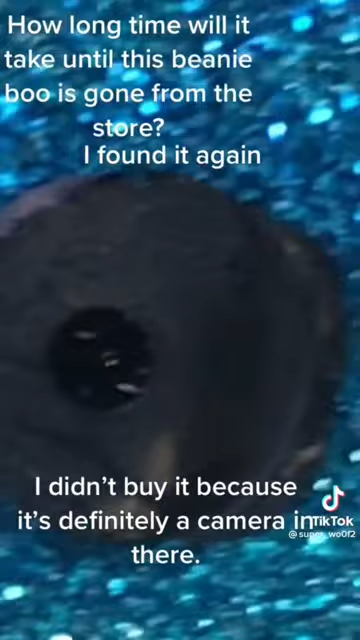 How long time will it
take until this beanie
boo is gone from the
store?
I found it again
I didn't buy it because
it's definitely a camera in
there.
TikTok